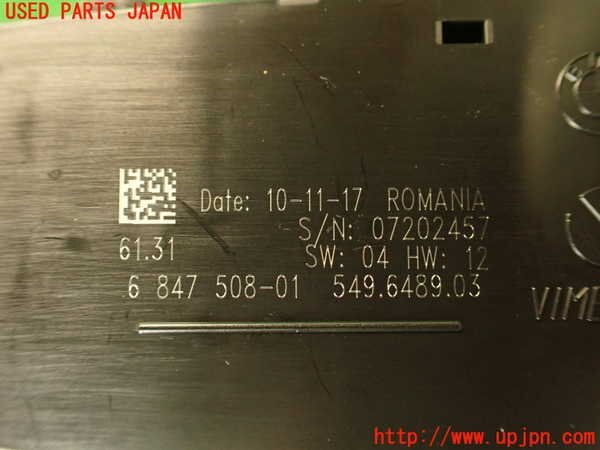 USED PARTS JAPAN
Date: 10-11-17 ROMANIA
S/N: 07202457
61.31 SW: 04 HW: 12
6 847 508-01 549.6489.03
http://www.upjpn.com/